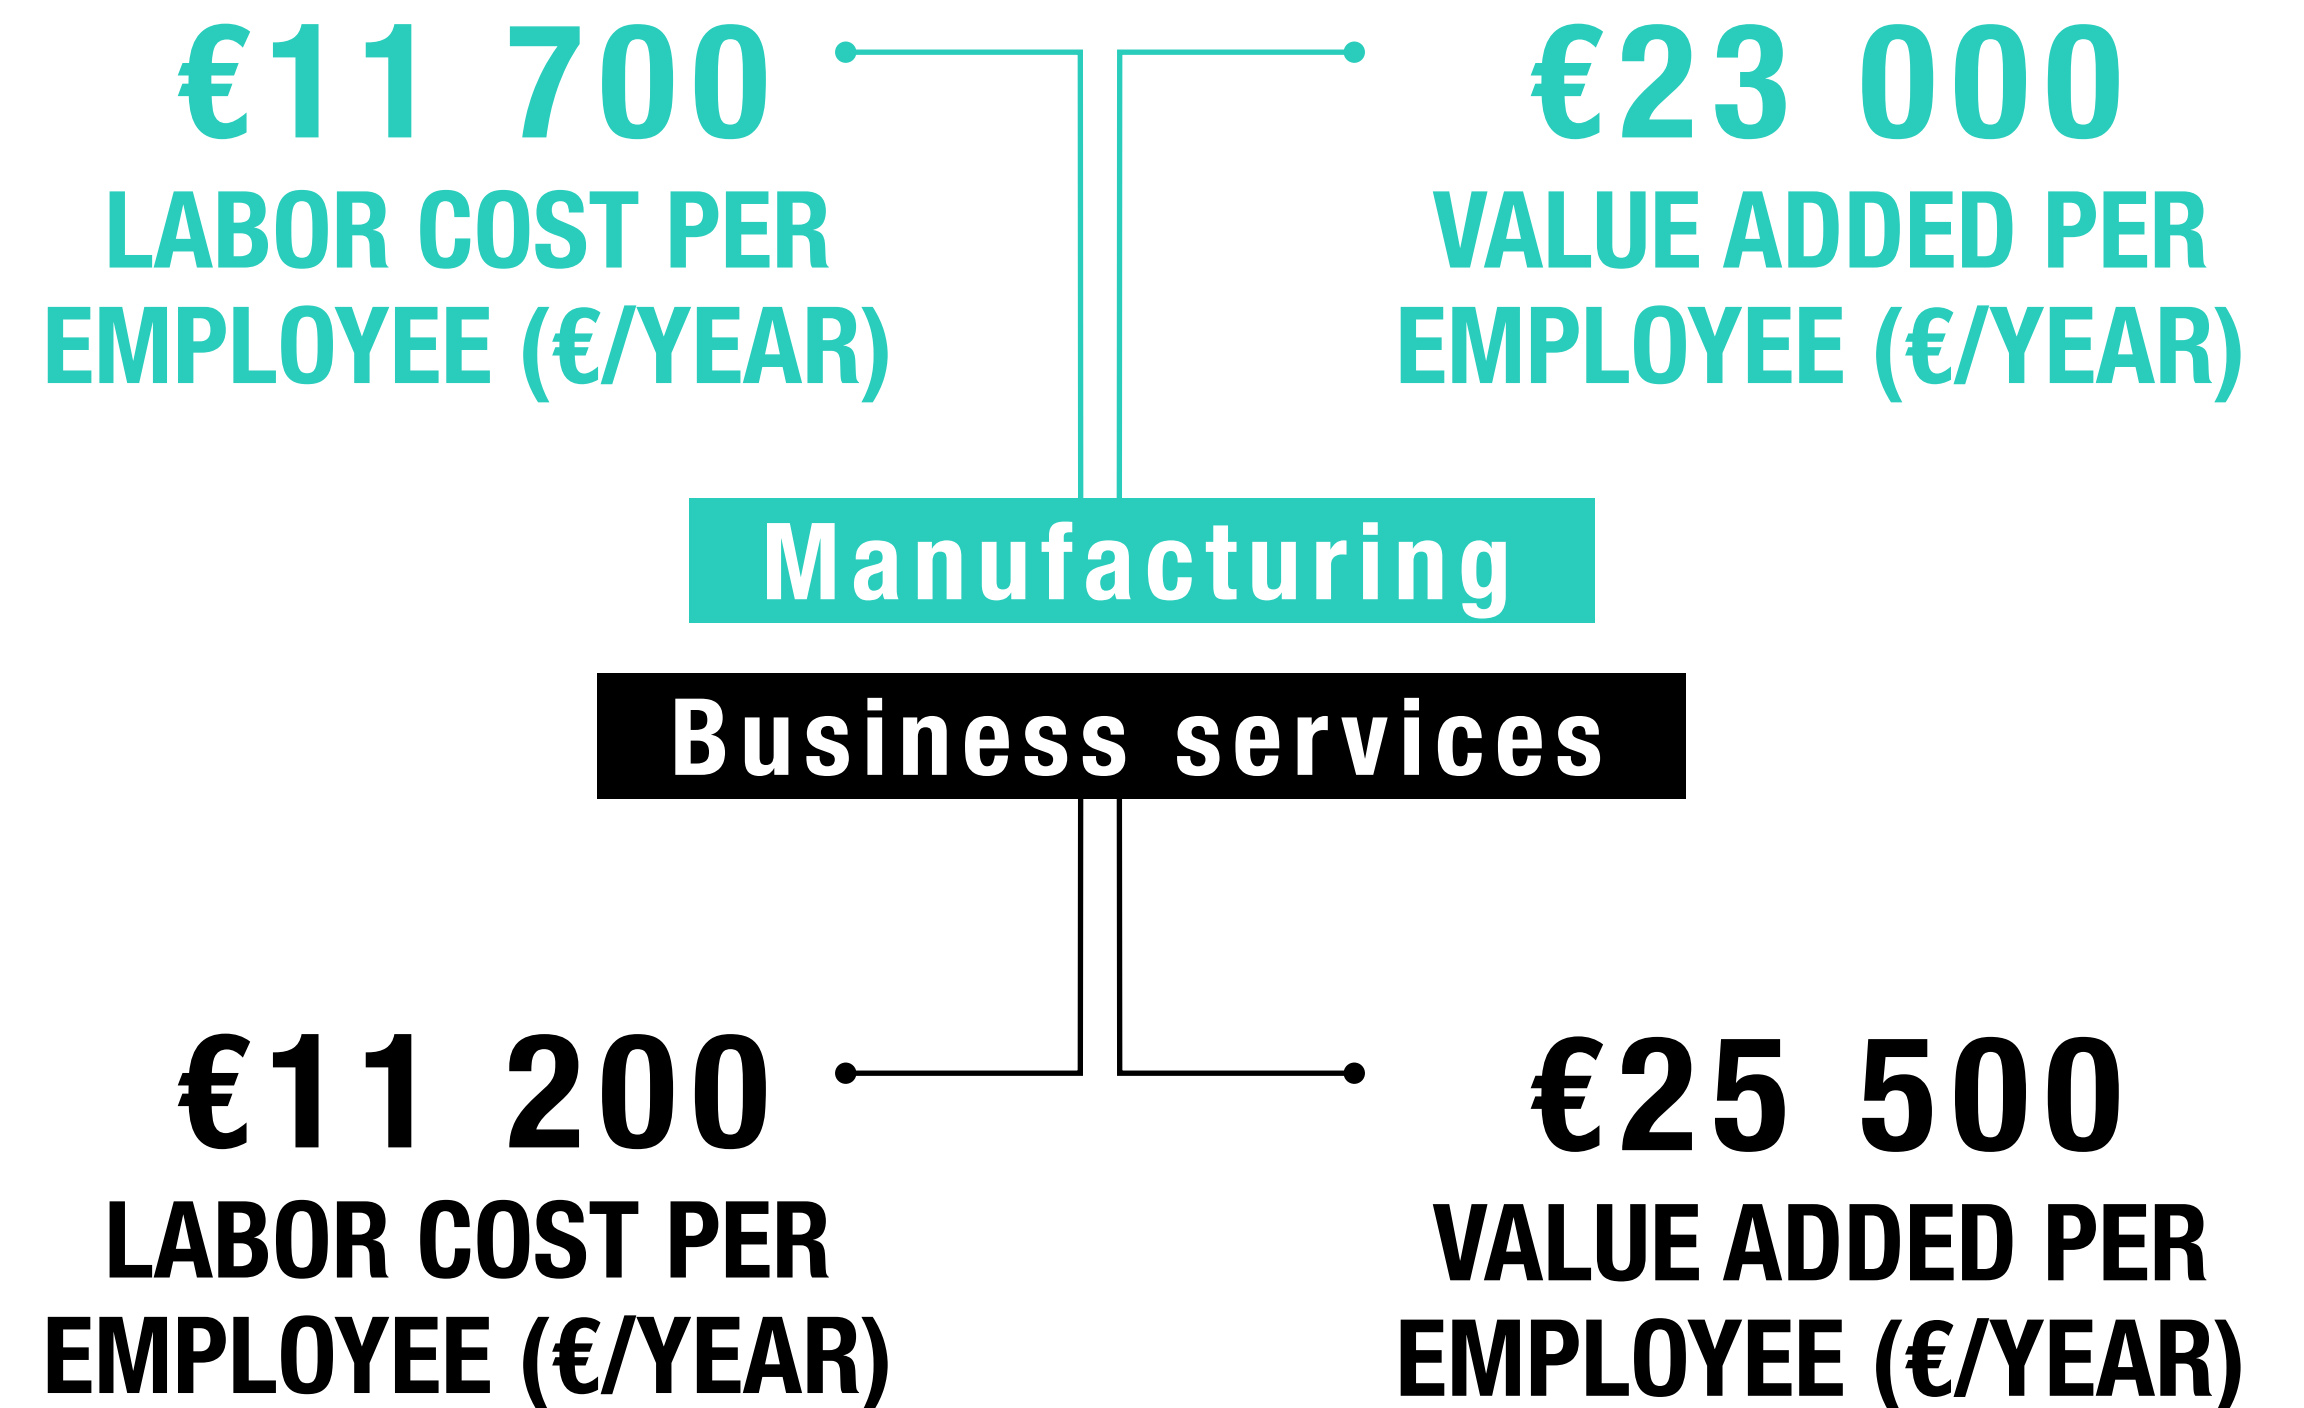 €11 700
LABOR COST PER
EMPLOYEE (€/YEAR)
€23 000
VALUE ADDED PER
EMPLOYEE (€/YEAR)
Manufacturing
Business services
€11 200
LABOR COST PER
EMPLOYEE (€/YEAR)
€25 500
VALUE ADDED PER
EMPLOYEE (€/YEAR)